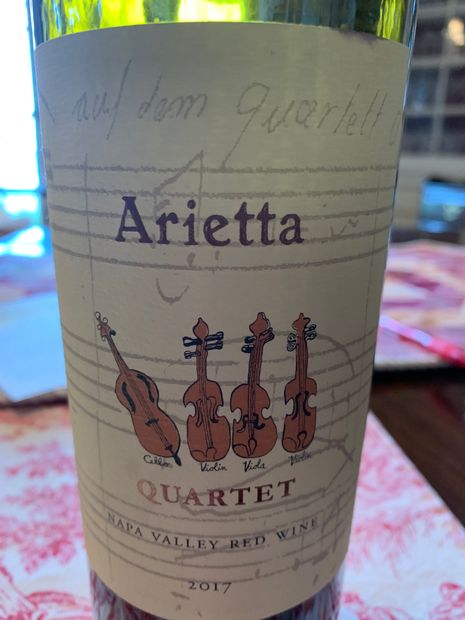 auf dem quartett
Arietta
Cello Violin Viola Violin
QUARTET
NAPA VALLEY RED WINE
2017